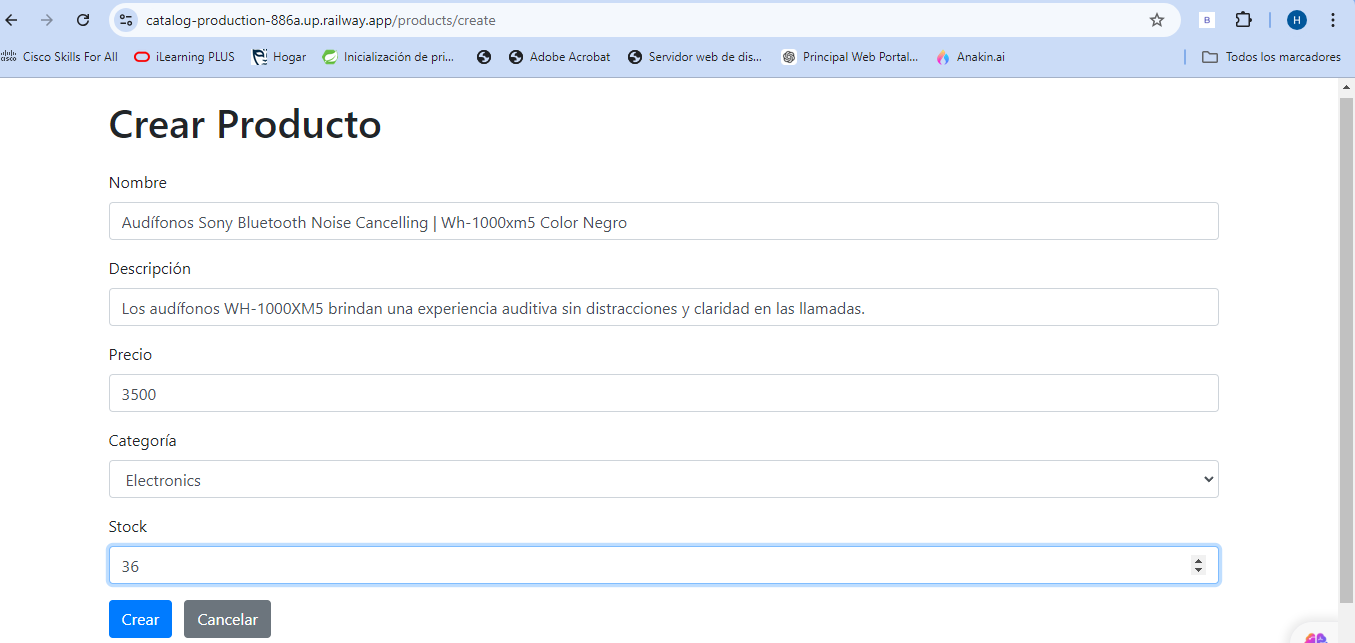 catalog-production-886a.up.railway.app/products/create
B
H
cisco Cisco Skills For All iLearning PLUS Hogar Inicialización de pri... Adobe Acrobat Servidor web de dis... Principal Web Portal... Anakin.ai Todos los marcadores
Crear Producto
Nombre
Audífonos Sony Bluetooth Noise Cancelling | Wh-1000xm5 Color Negro
Descripción
Los audífonos WH-1000XM5 brindan una experiencia auditiva sin distracciones y claridad en las llamadas.
Precio
3500
Categoría
Electronics
Stock
36
Crear Cancelar